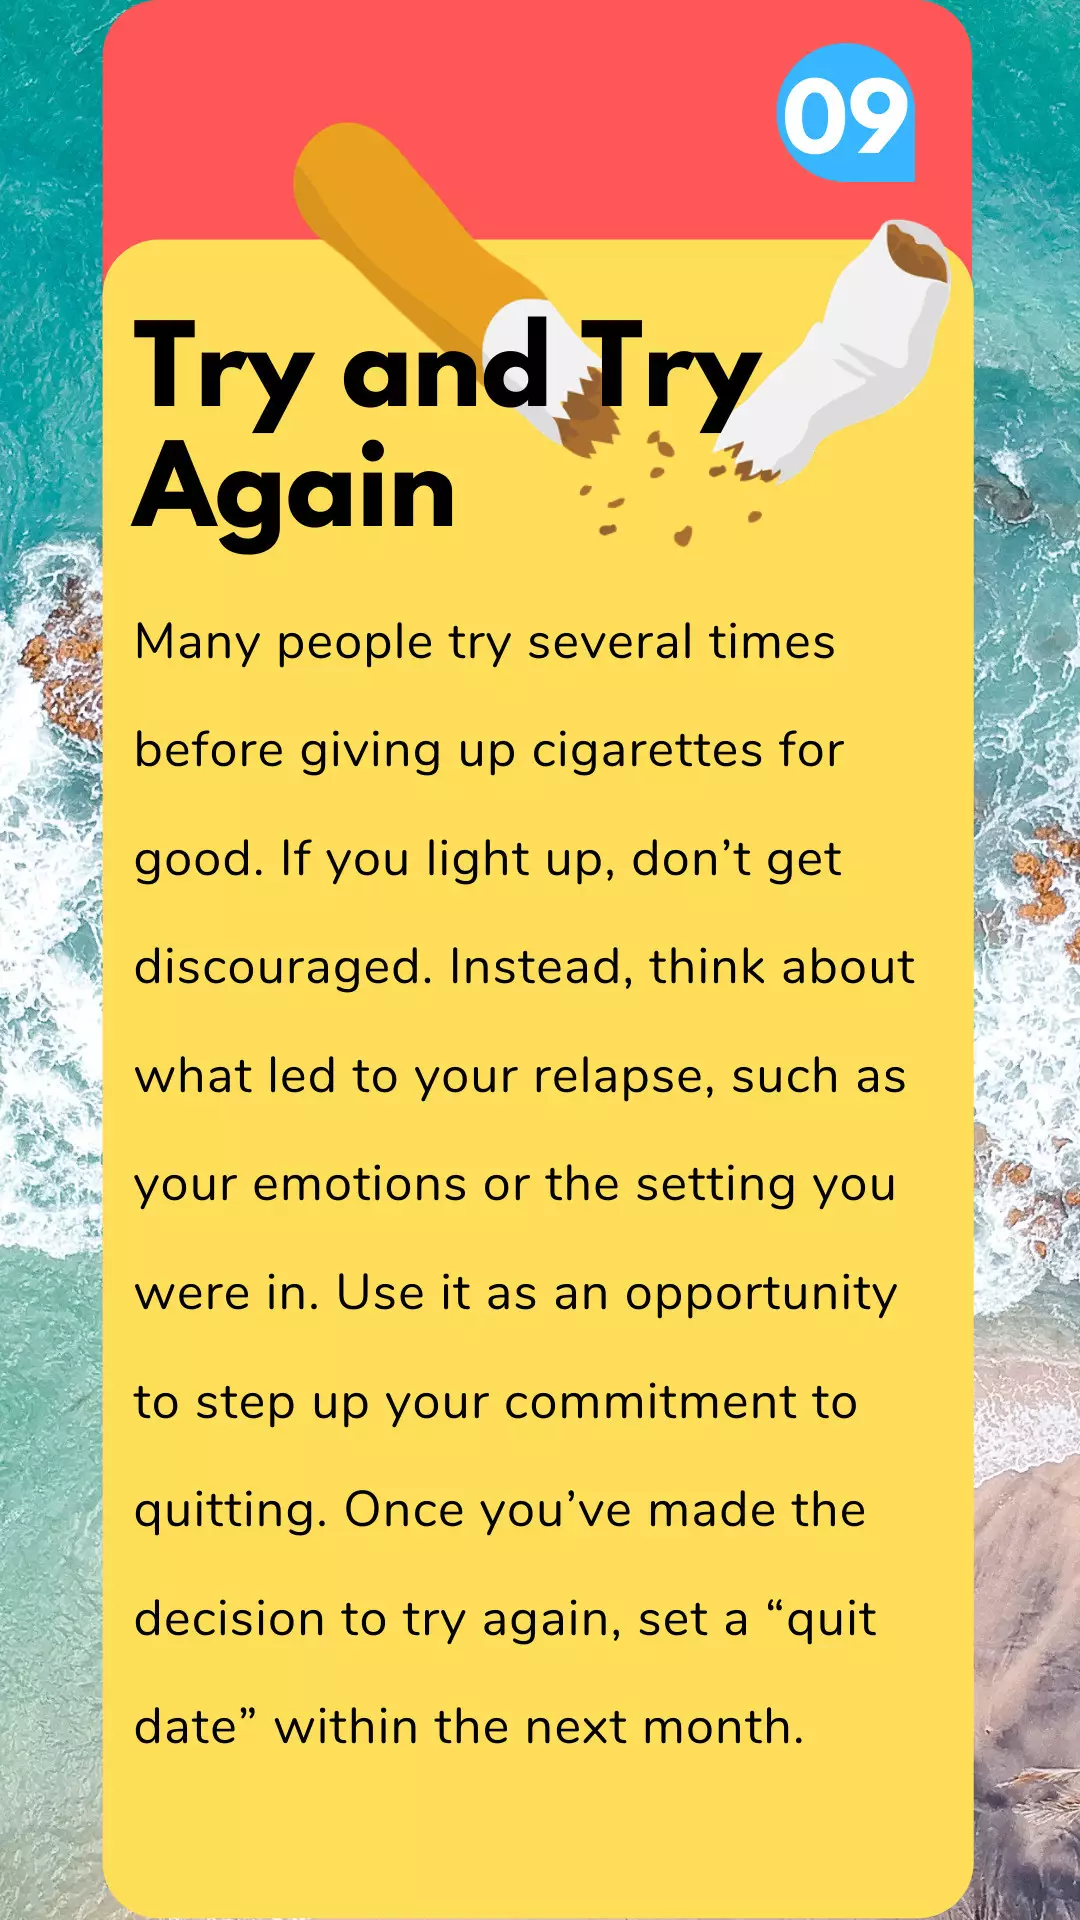 09
Try and Try
Again
Many people try several times
before giving up cigarettes for
good. If you light up, don’t get
discouraged. Instead, think about
what led to your relapse, such as
your emotions or the setting you
were in. Use it as an opportunity
to step up your commitment to
quitting. Once you’ve made the
decision to try again, set a “quit
date” within the next month.